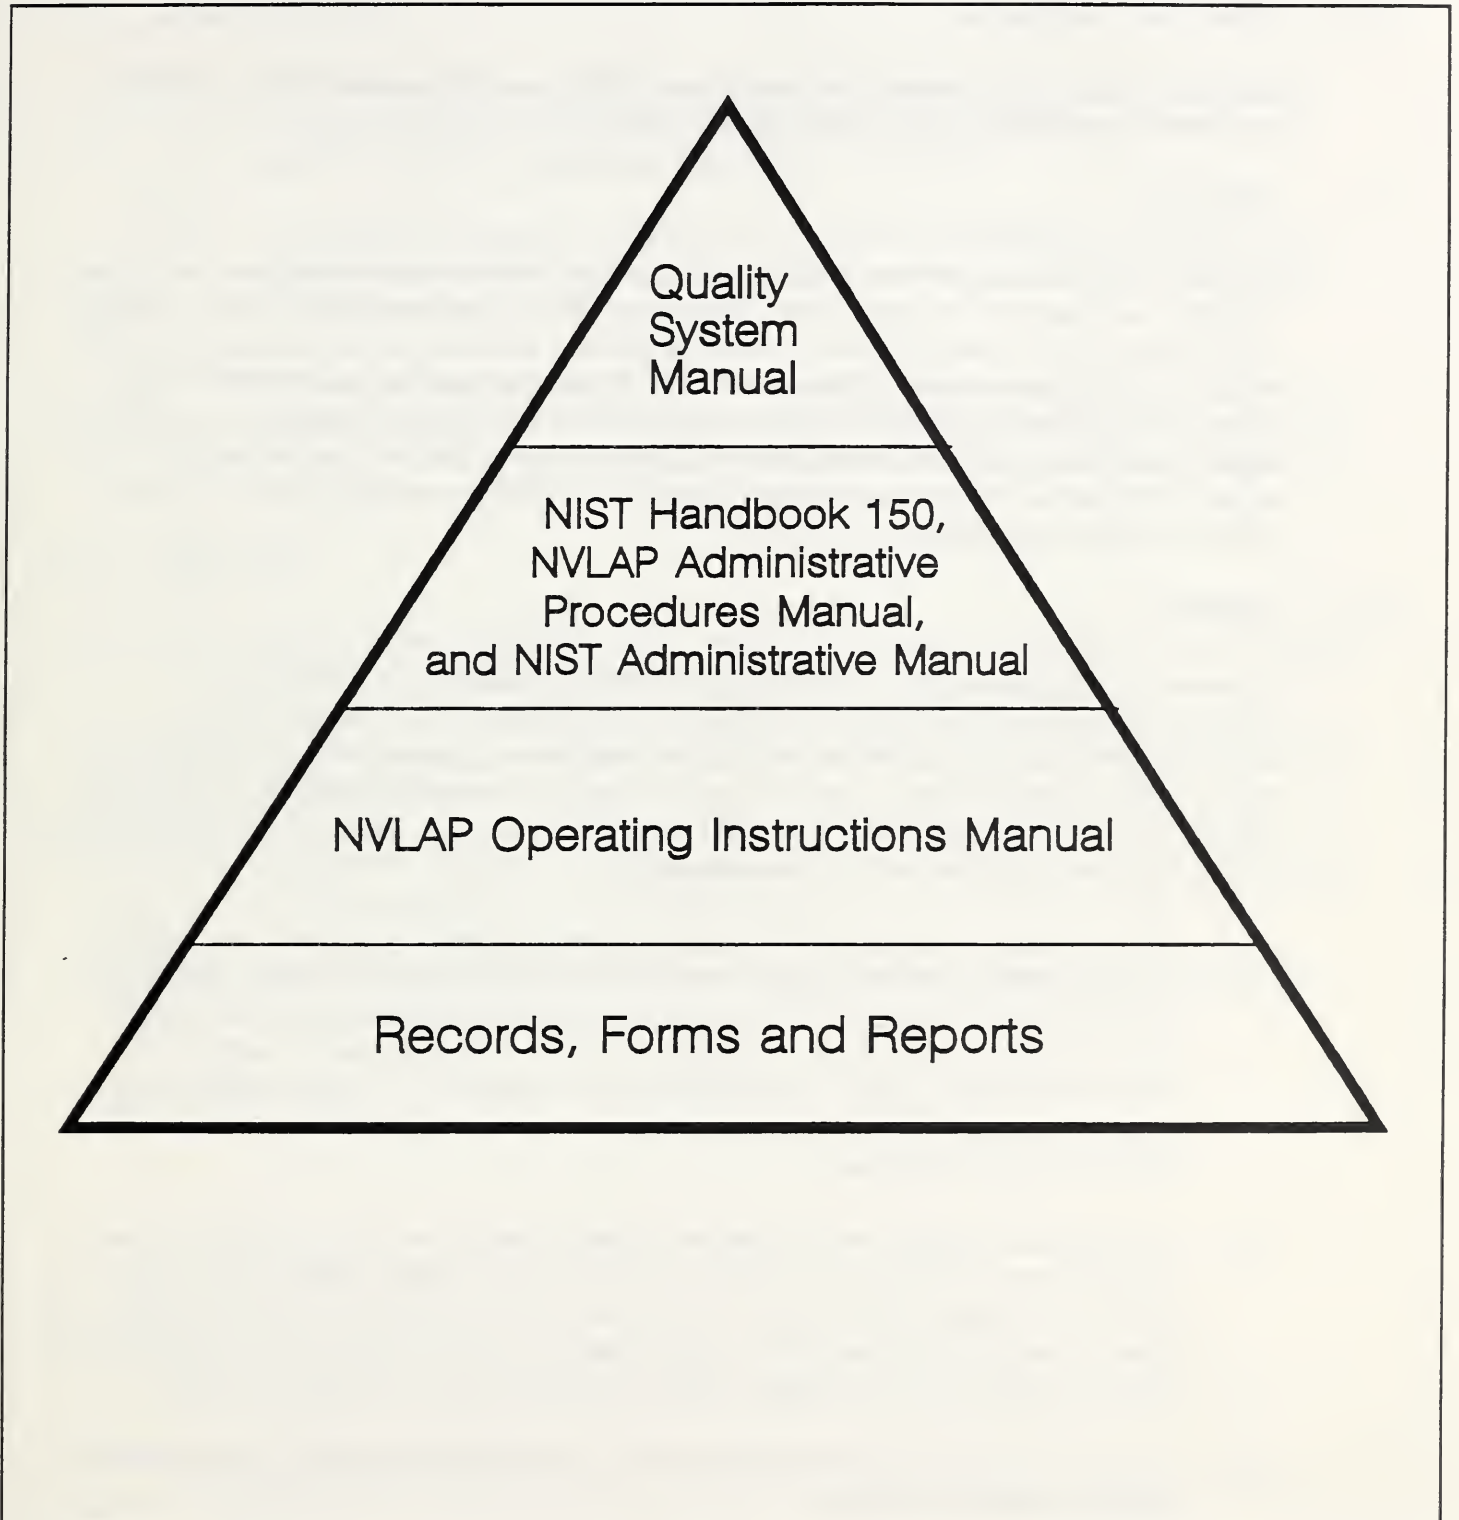 Quality
System
Manual
NIST Handbook 150,
NVLAP Administrative
Procedures Manual,
and NIST Administrative Manual
NVLAP Operating Instructions Manual
Records, Forms and Reports